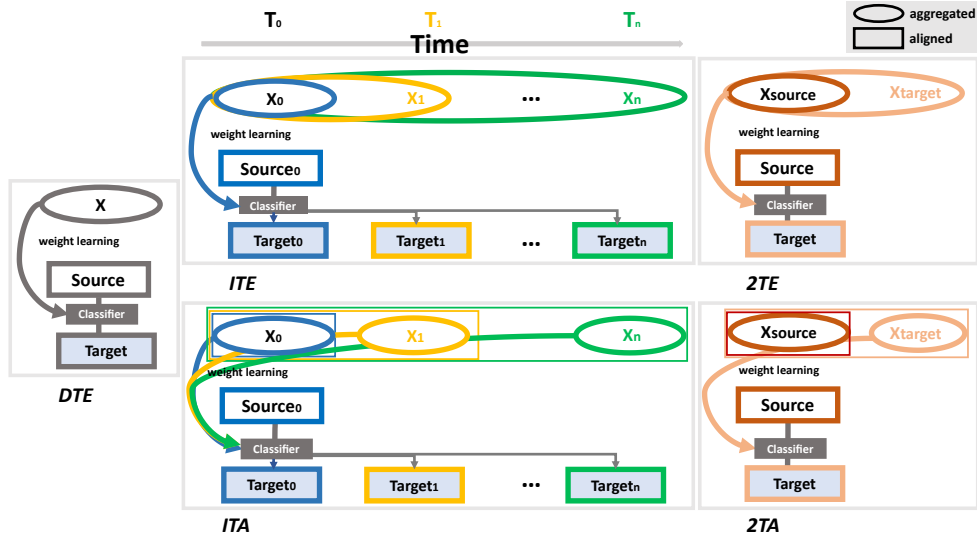 T₀ T₁ Tₙ
Time
aggregated
aligned
X₀ X₁ ... Xₙ
weight learning
Source₀
Classifier
Target₀ Target₁ ... Targetₙ
ITE
Xsource Xtarget
weight learning
Source
Classifier
Target
2TE
X
weight learning
Source
Classifier
Target
DTE
X₀ X₁ Xₙ
weight learning
Source₀
Classifier
Target₀ Target₁ ... Targetₙ
ITA
Xsource Xtarget
weight learning
Source
Classifier
Target
2TA